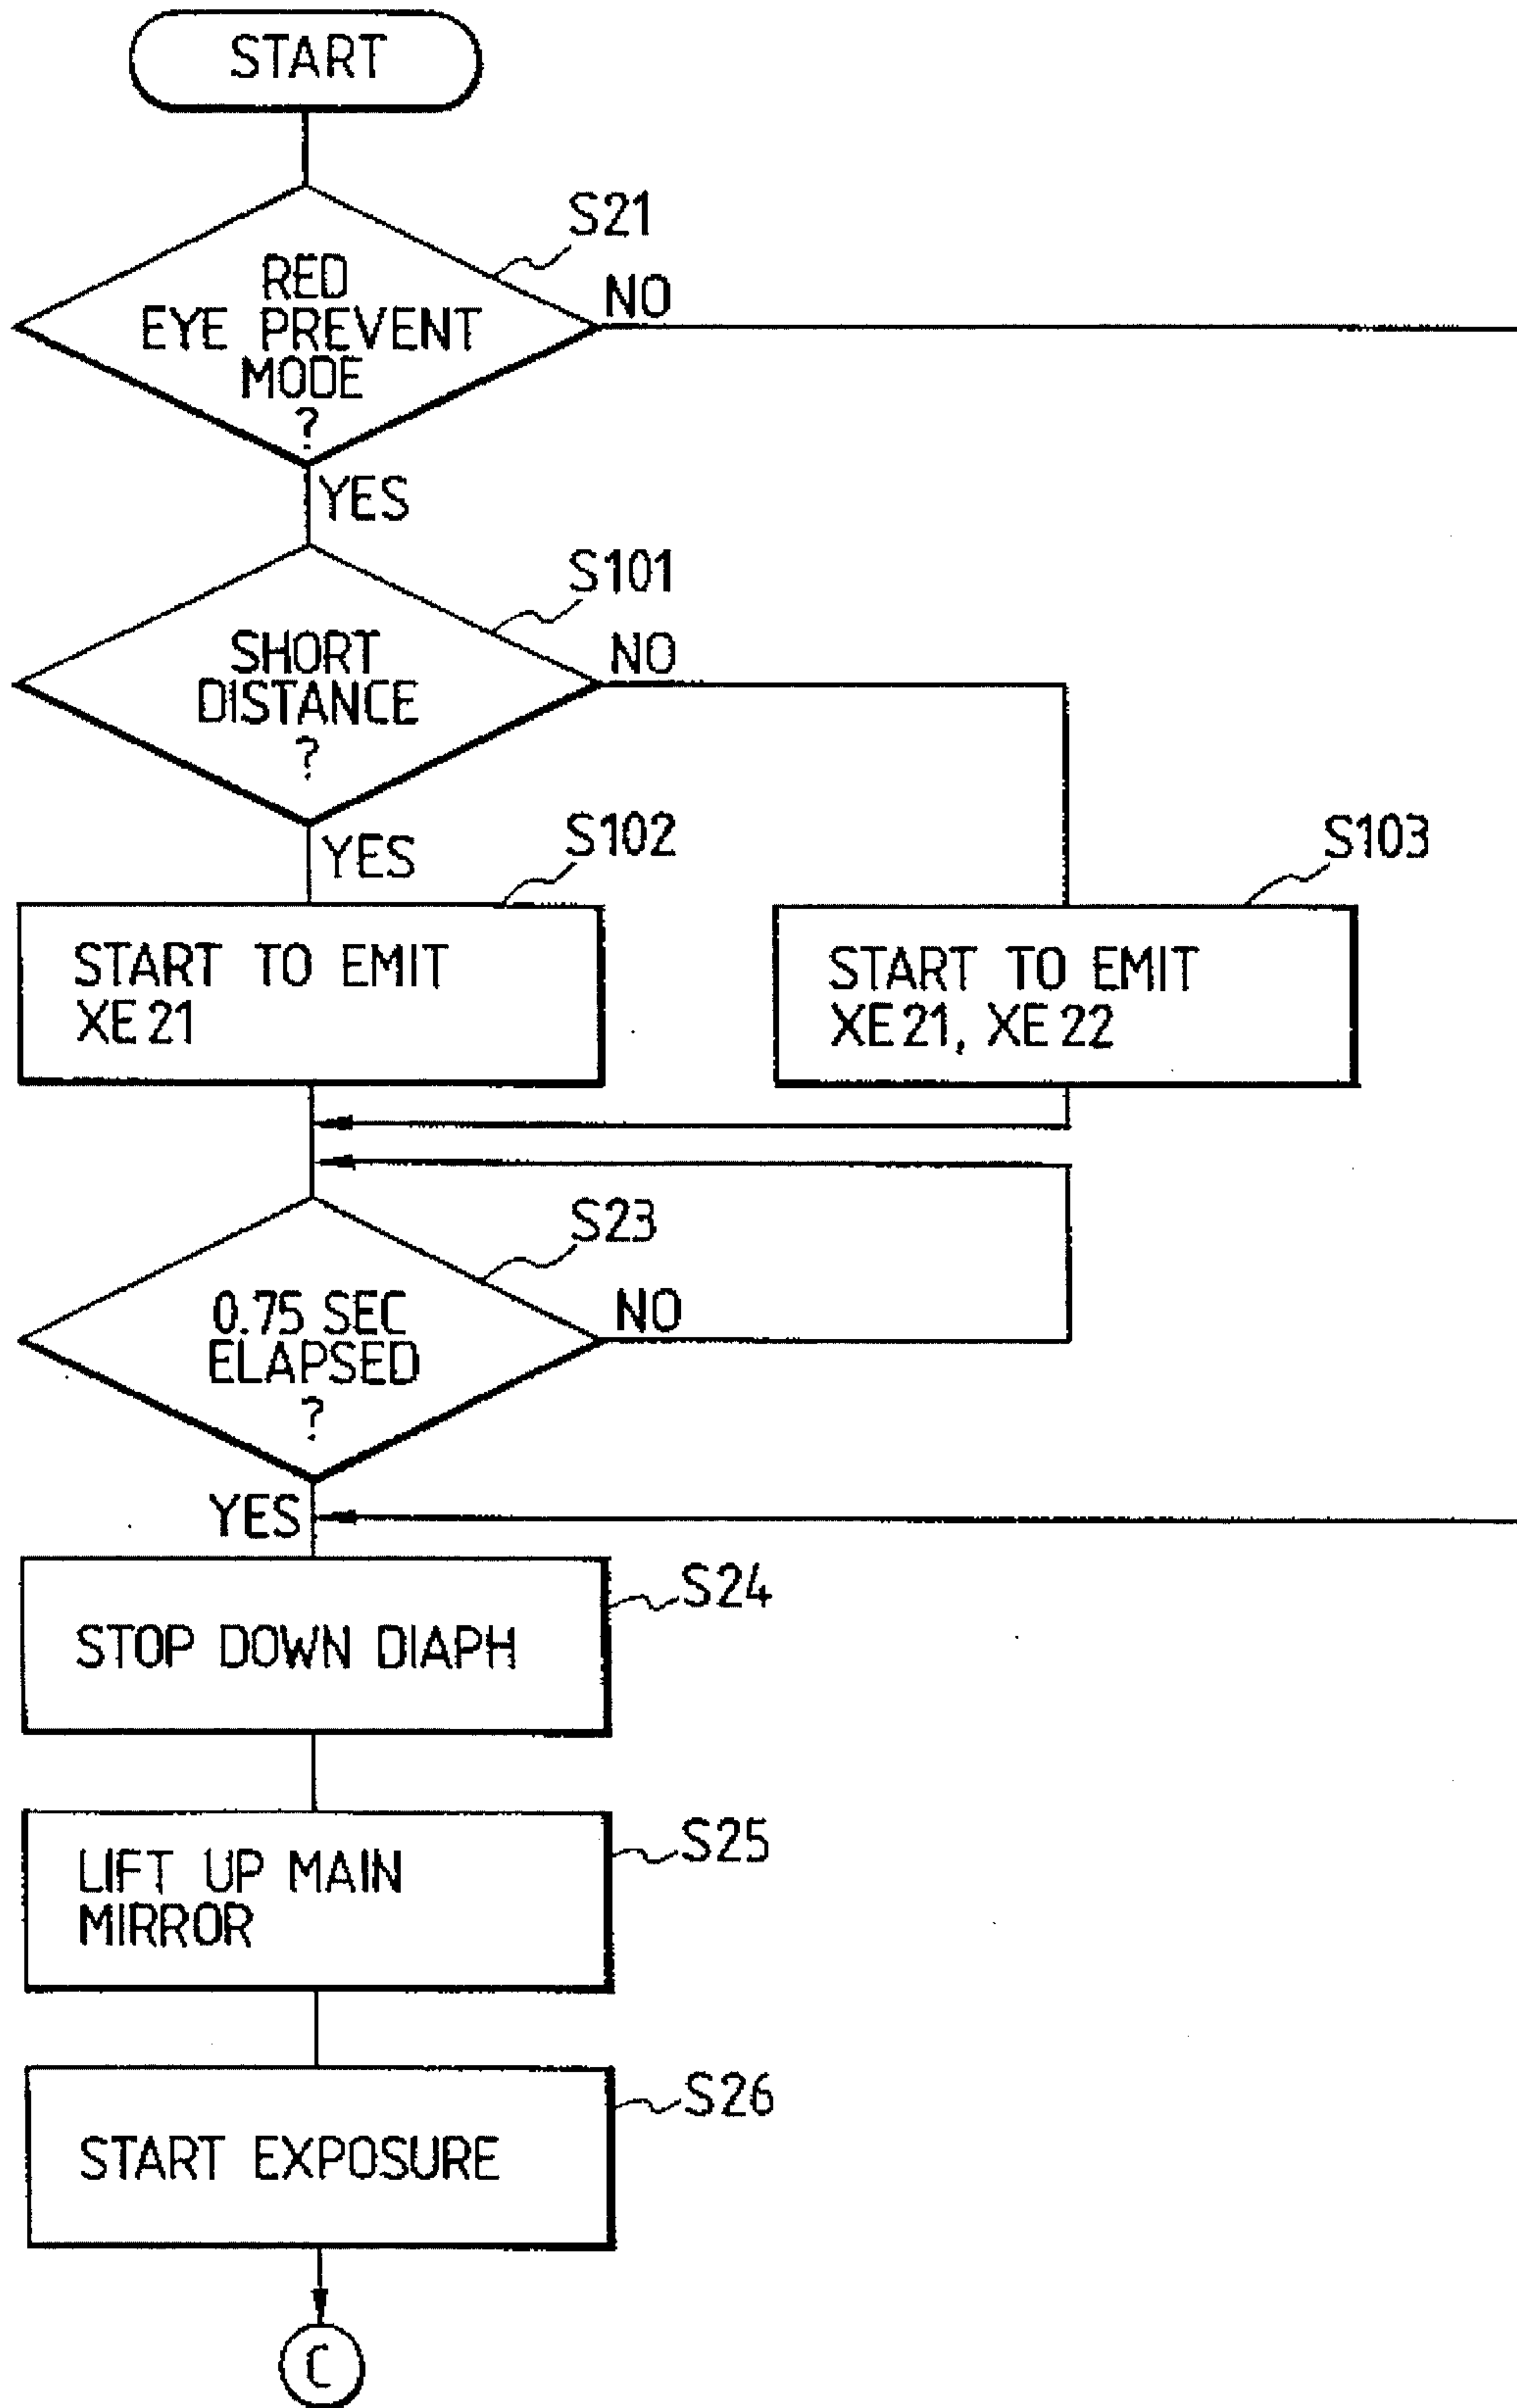 START
S21
RED
EYE PREVENT
MODE
?
NO
YES
S101
SHORT
DISTANCE
?
NO
YES
S102
START TO EMIT
XE21
S103
START TO EMIT
XE21, XE22
S23
0.75 SEC
ELAPSED
?
NO
YES
S24
STOP DOWN DIAPH
S25
LIFT UP MAIN
MIRROR
S26
START EXPOSURE
C